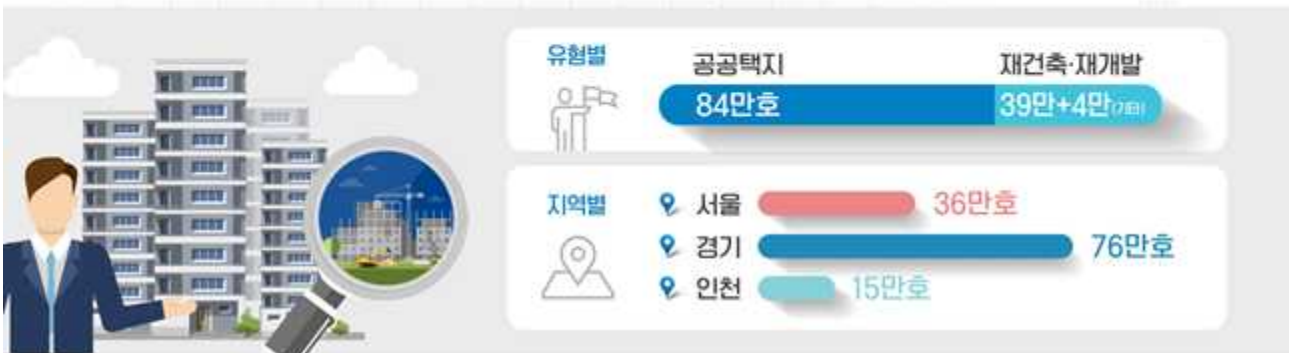 유형별
공공택지 재건축·재개발
84만호 39만+4만(기타)
지역별
서울 36만호
경기 76만호
인천 15만호